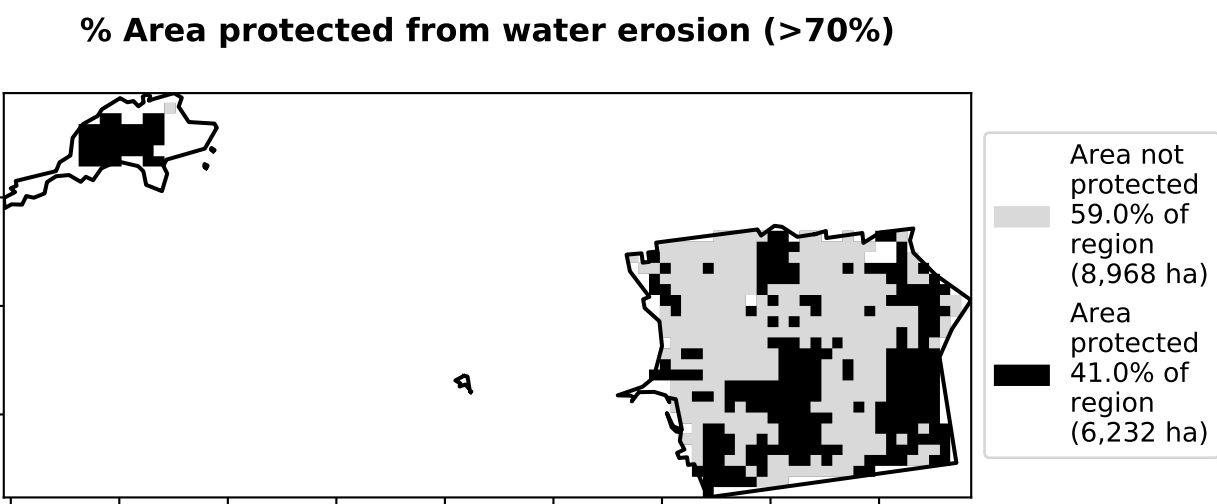 % Area protected from water erosion (>70%)
Area not
protected
59.0% of
region
(8,968 ha)
Area
protected
41.0% of
region
(6,232 ha)